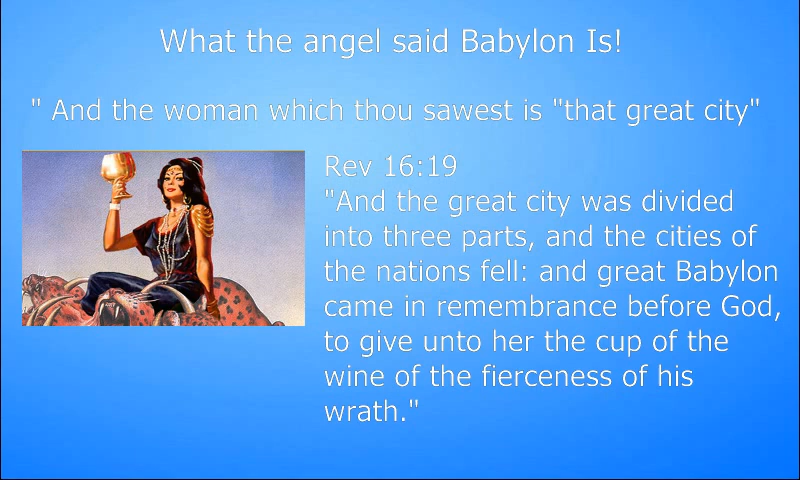 What the angel said Babylon Is!
" And the woman which thou sawest is "that great city"
Rev 16:19
"And the great city was divided
into three parts, and the cities of
the nations fell: and great Babylon
came in remembrance before God,
to give unto her the cup of the
wine of the fierceness of his
wrath."